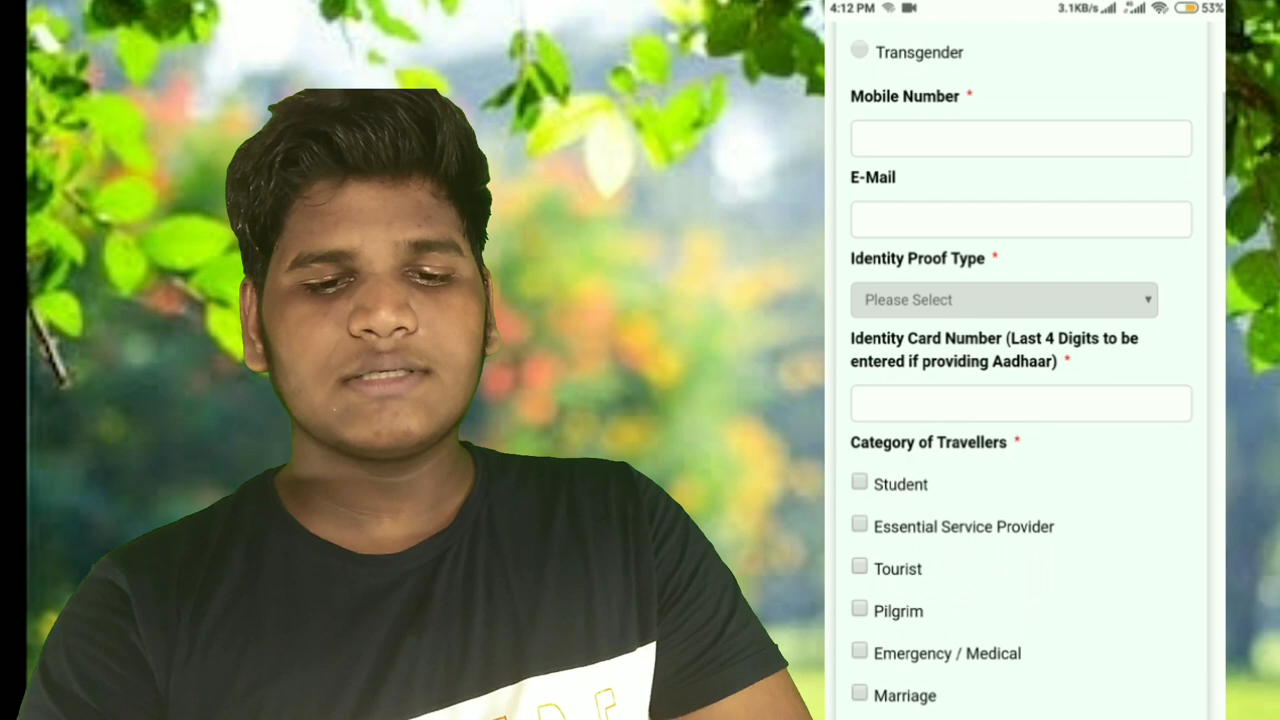 4:12 PM
3.1KB/s
4G
53%
Transgender
Mobile Number *
E-Mail
Identity Proof Type *
Please Select
Identity Card Number (Last 4 Digits to be
entered if providing Aadhaar) *
Category of Travellers *
Student
Essential Service Provider
Tourist
Pilgrim
Emergency / Medical
Marriage